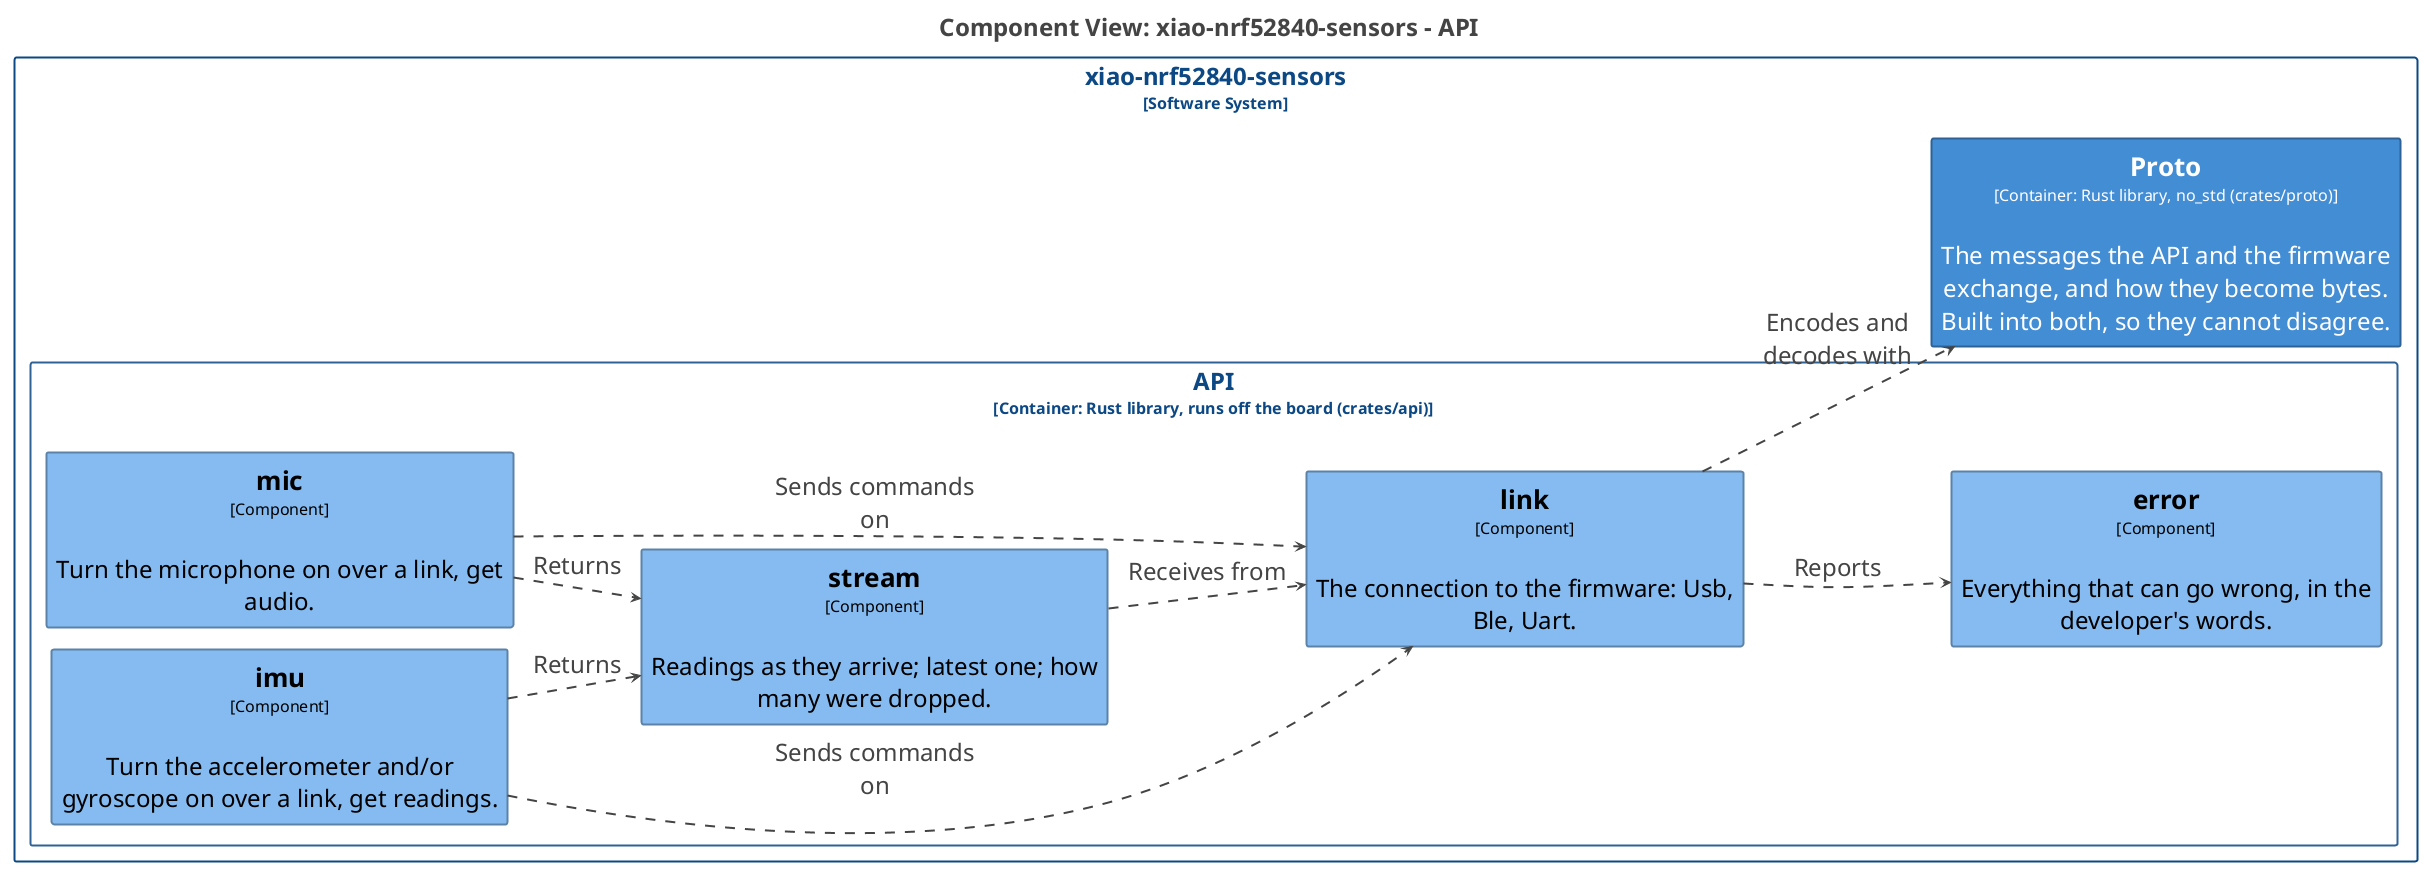 Component View: xiao-nrf52840-sensors - API
xiao-nrf52840-sensors
[Software System]
Proto
[Container: Rust library, no_std (crates/proto)]
The messages the API and the firmware
exchange, and how they become bytes.
Built into both, so they cannot disagree.
Encodes and
decodes with
API
[Container: Rust library, runs off the board (crates/api)]
mic
[Component]
Turn the microphone on over a link, get
audio.
Sends commands
on
Returns
stream
[Component]
Readings as they arrive; latest one; how
many were dropped.
Receives from
link
[Component]
The connection to the firmware: Usb,
Ble, Uart.
Reports
error
[Component]
Everything that can go wrong, in the
developer's words.
imu
[Component]
Turn the accelerometer and/or
gyroscope on over a link, get readings.
Returns
Sends commands
on